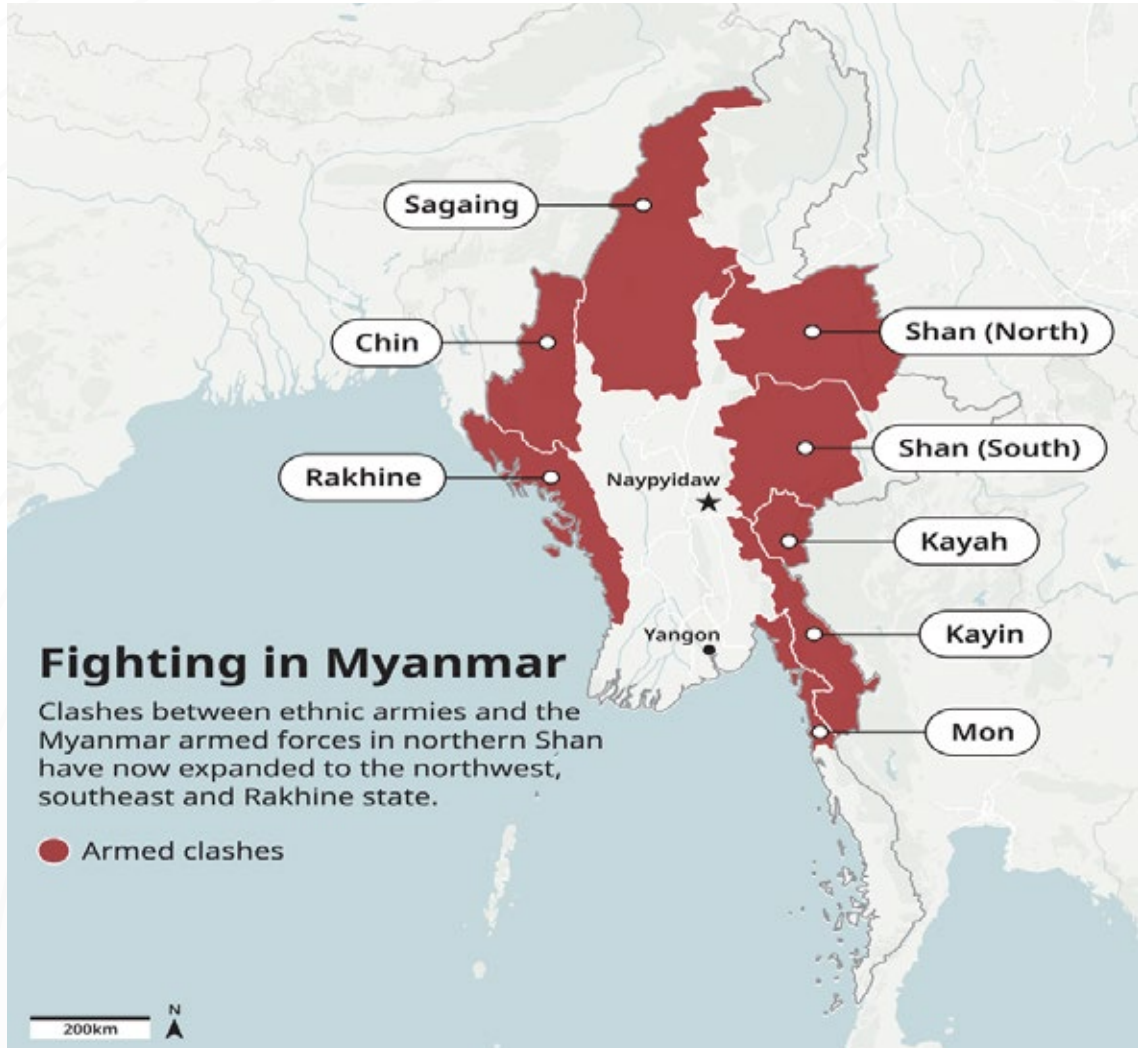 Sagaing
Chin
Shan (North)
Rakhine
Shan (South)
Naypyidaw
Kayah
Kayin
Yangon
Mon
Fighting in Myanmar
Clashes between ethnic armies and the
Myanmar armed forces in northern Shan
have now expanded to the northwest,
southeast and Rakhine state.
Armed clashes
200km
N